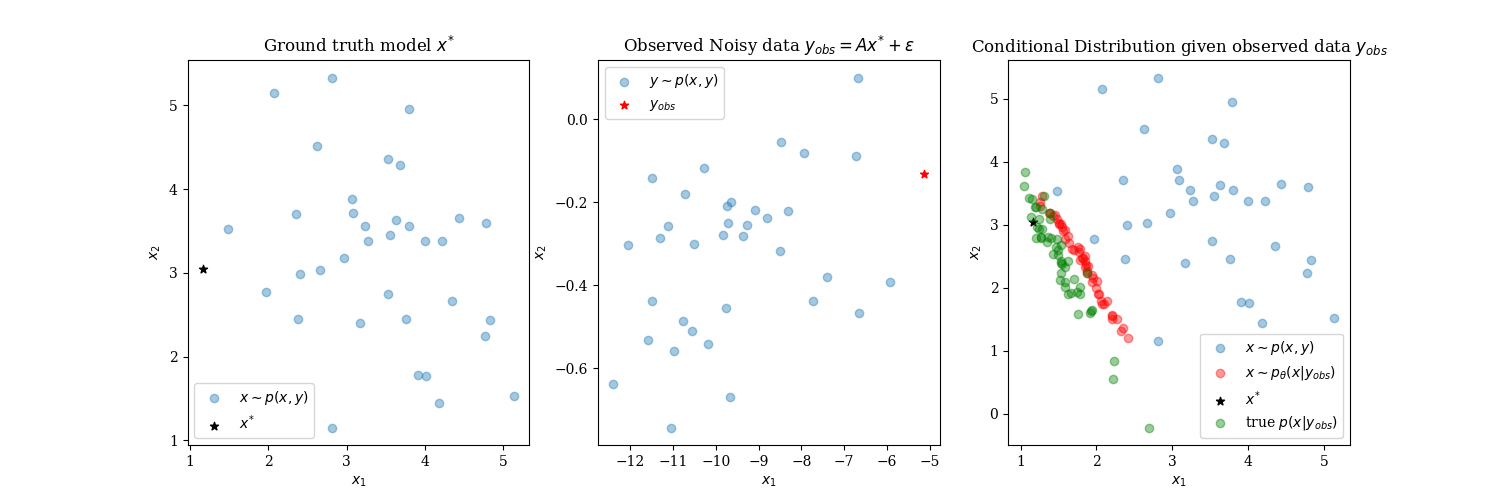 Ground truth model x*
5
4
3
2
1
x₂
1
2
3
4
5
x₁
x ~ p(x, y)
x*
Observed Noisy data y_obs = Ax* + ε
0.0
−0.2
−0.4
−0.6
x₂
−12
−11
−10
−9
−8
−7
−6
−5
x₁
y ~ p(x, y)
y_obs
Conditional Distribution given observed data y_obs
5
4
3
2
1
0
x₂
1
2
3
4
5
x₁
x ~ p(x, y)
x ~ p_θ(x|y_obs)
x*
true p(x|y_obs)